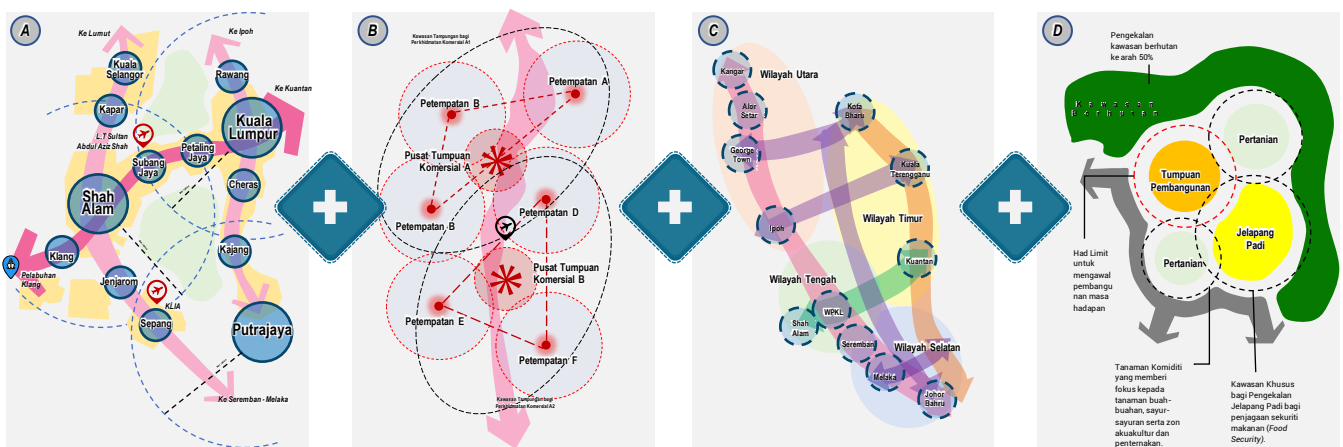 A
Ke Lumut
Ke Ipoh
Kuala
Selangor
Rawang
Ke Kuantan
Kapar
Kuala
Lumpur
L.T Sultan
Abdul Aziz Shah
Petaling
Jaya
Subang
Jaya
Cheras
Shah
Alam
Klang
Kajang
Pelabuhan
Klang
Jenjarom
KLIA
Sepang
Putrajaya
Ke Seremban - Melaka
B
Kawasan Tampungan bagi
Perkhidmatan Komersial A1
Petempatan A
Petempatan B
Pusat Tumpuan
Komersial A
Petempatan D
Petempatan B
Pusat Tumpuan
Komersial B
Petempatan E
Petempatan F
Kawasan Tampungan bagi
Perkhidmatan Komersial A2
C
Kangar
Wilayah Utara
Alor
Setar
Kota
Bharu
George
Town
Kuala
Terengganu
Wilayah Timur
Ipoh
Kuantan
Wilayah Tengah
WPKL
Shah
Alam
Seremban
Wilayah Selatan
Melaka
Johor
Bahru
D
Pengekalan
kawasan berhutan
ke arah 50%
Kawasan
Berhutan
Pertanian
Tumpuan
Pembangunan
Jelapang
Padi
Pertanian
Had Limit
untuk
mengawal
pembangu
nan masa
hadapan
Tanaman Komiditi
yang memberi
fokus kepada
tanaman buah-
buahan, sayur-
sayuran serta zon
akuakultur dan
penternakan.
Kawasan Khusus
bagi Pengekalan
Jelapang Padi bagi
penjagaan sekuriti
makanan (Food
Security).